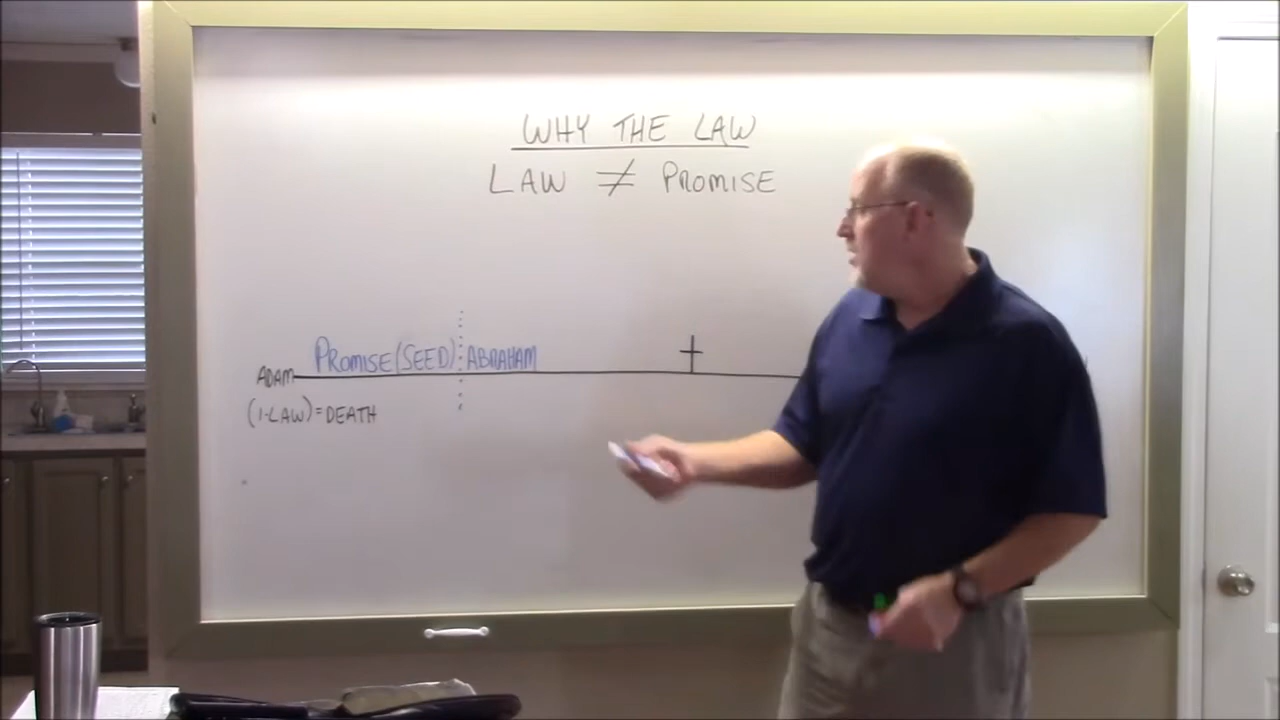 WHY THE LAW
LAW ≠ PROMISE
PROMISE (SEED) ABRAHAM
ADAM
(1-LAW) = DEATH